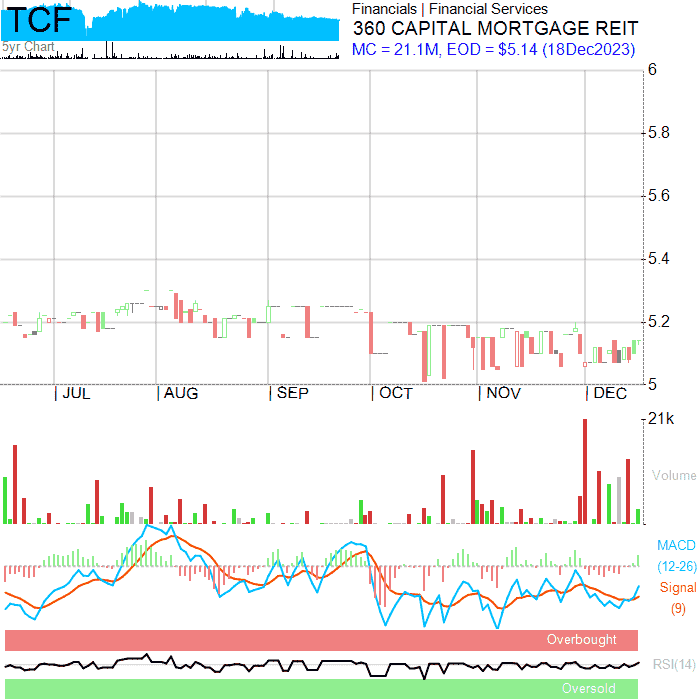 TCF
5yr Chart
Financials | Financial Services
360 CAPITAL MORTGAGE REIT
MC = 21.1M, EOD = $5.14 (18Dec2023)
6
5.8
5.6
5.4
5.2
5
| JUL | AUG | SEP | OCT | NOV | DEC
21k
Volume
MACD
(12-26)
Signal
(9)
Overbought
RSI(14)
Oversold